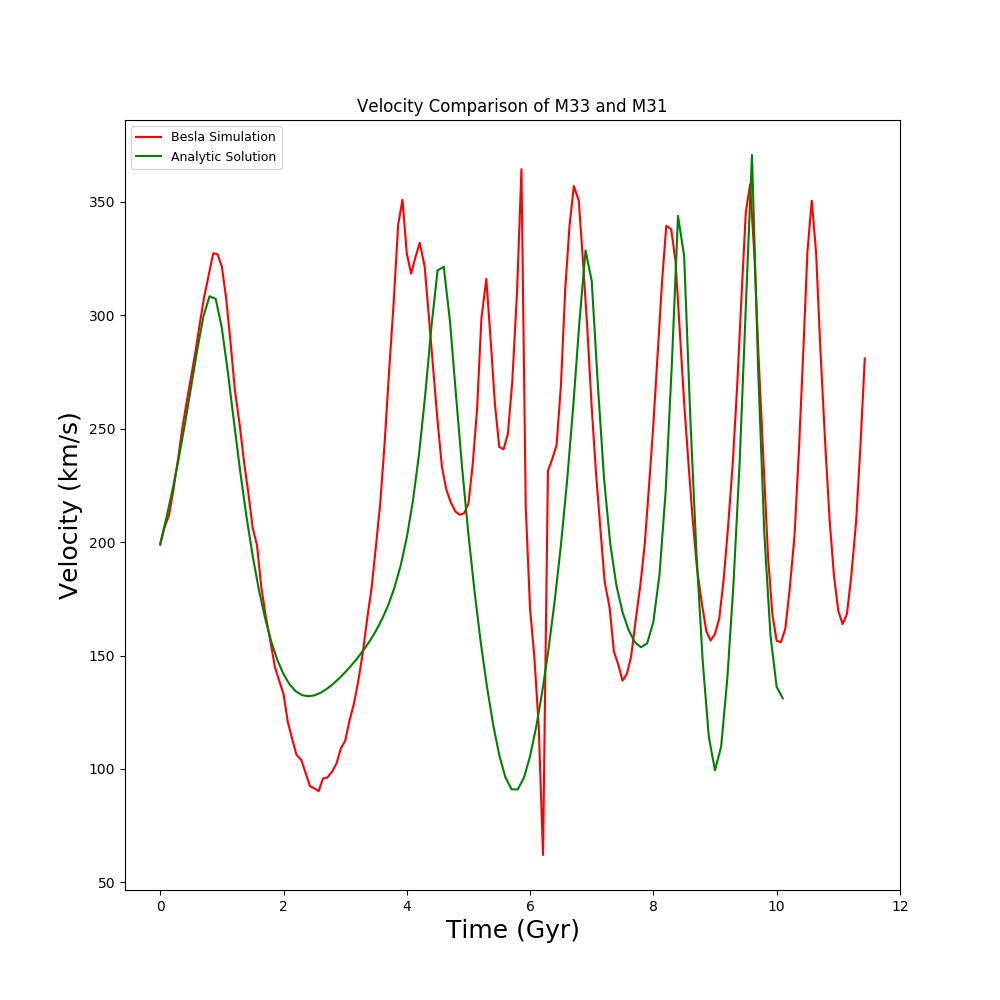 Velocity Comparison of M33 and M31
Besla Simulation
Analytic Solution
Velocity (km/s)
350
300
250
200
150
100
50
0 2 4 6 8 10 12
Time (Gyr)